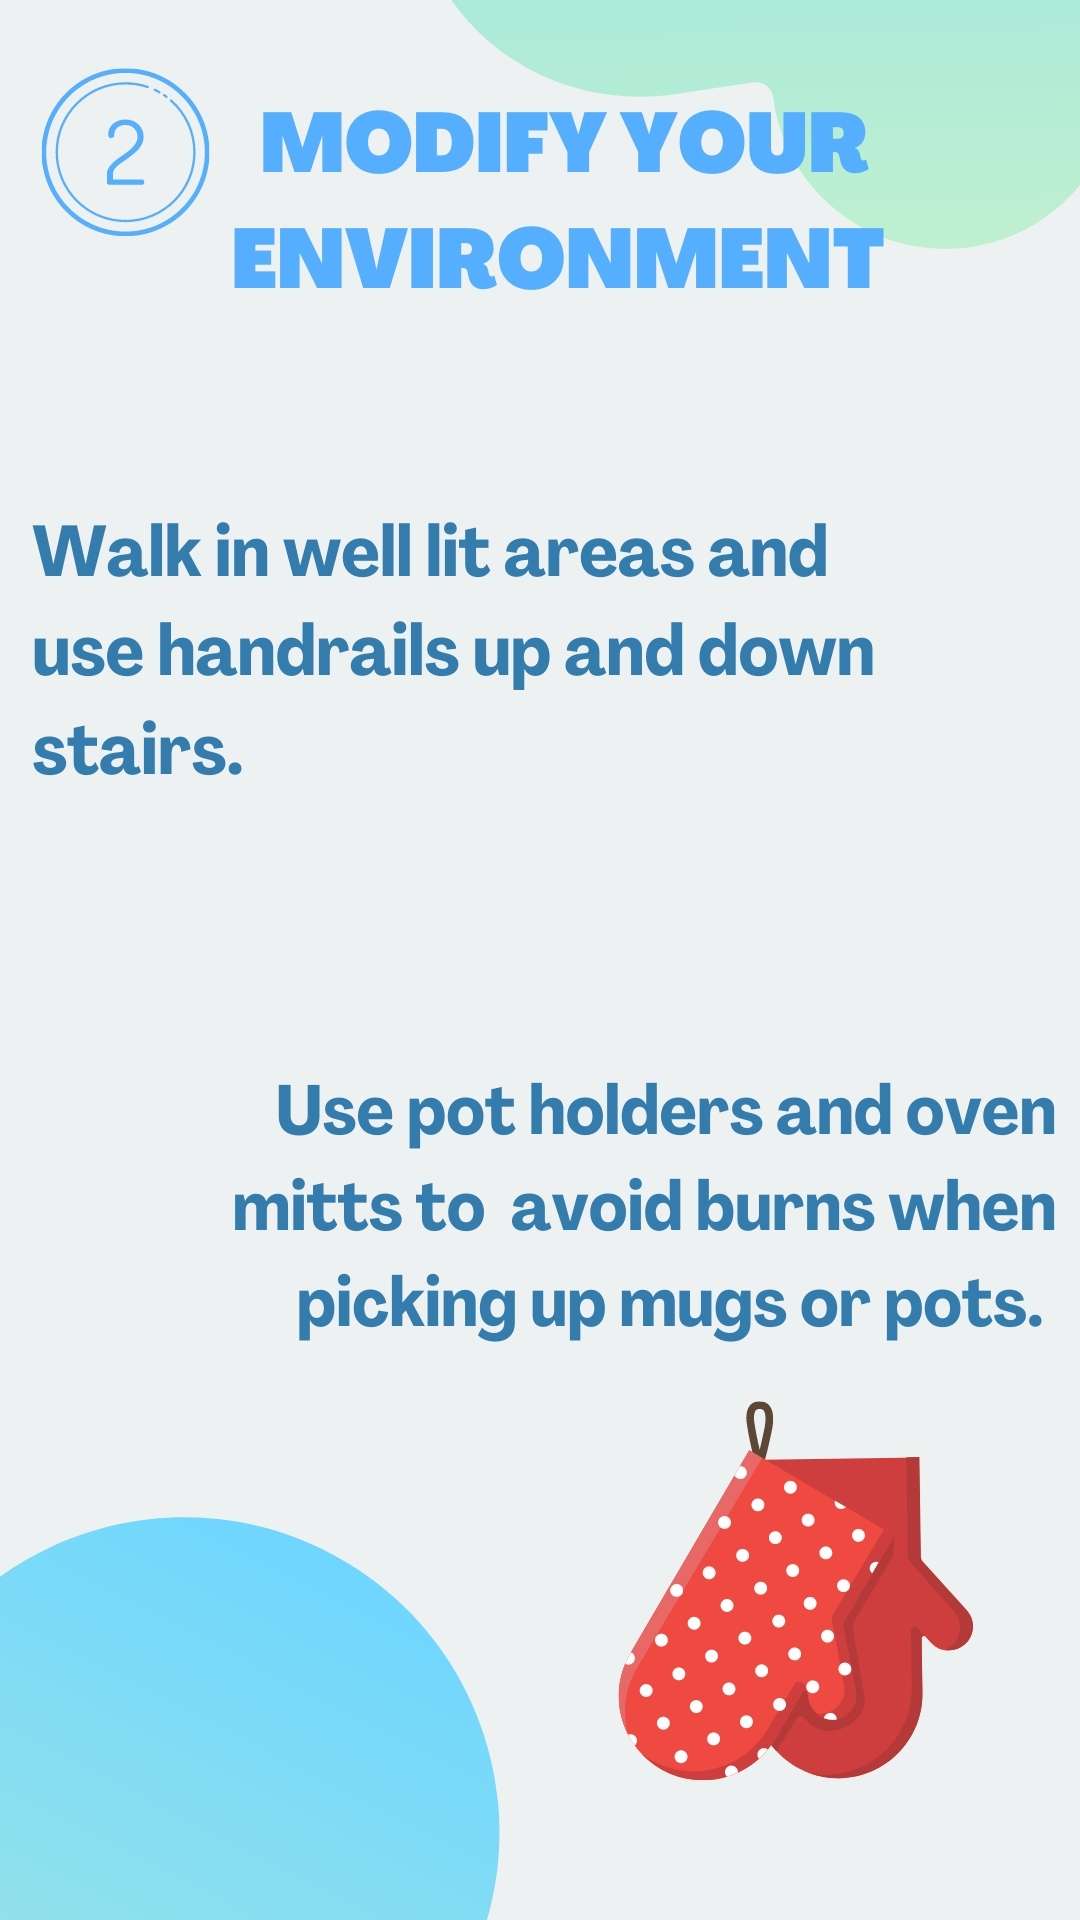 2
MODIFY YOUR
ENVIRONMENT
Walk in well lit areas and
use handrails up and down
stairs.
Use pot holders and oven
mitts to  avoid burns when
picking up mugs or pots.